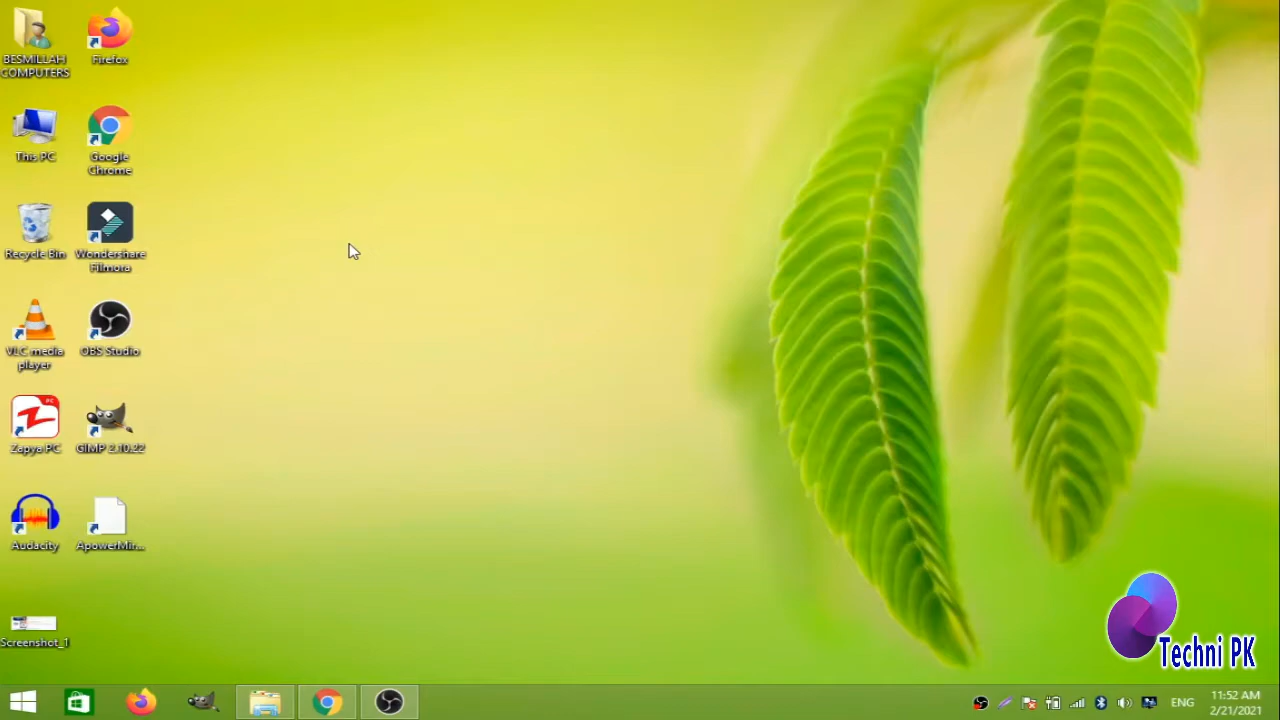 BESMILLAH
COMPUTERS
Firefox
This PC
Google
Chrome
Recycle Bin
Wondershare
Filmora
VLC media
player
OBS Studio
PC
Zapya PC
GIMP 2.10.22
Audacity
ApowerMir...
Screenshot_1
Techni PK
ENG
11:52 AM
2/21/2021